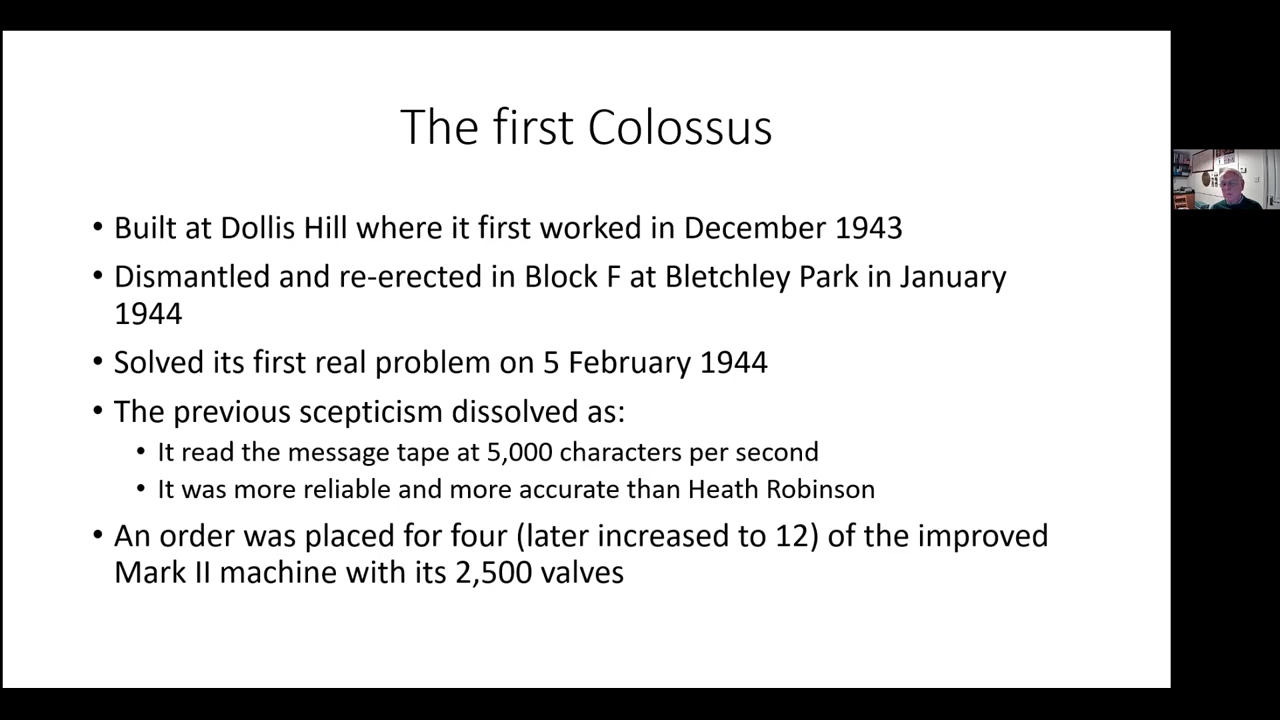 The first Colossus
• Built at Dollis Hill where it first worked in December 1943
• Dismantled and re-erected in Block F at Bletchley Park in January
1944
• Solved its first real problem on 5 February 1944
• The previous scepticism dissolved as:
• It read the message tape at 5,000 characters per second
• It was more reliable and more accurate than Heath Robinson
• An order was placed for four (later increased to 12) of the improved
Mark II machine with its 2,500 valves